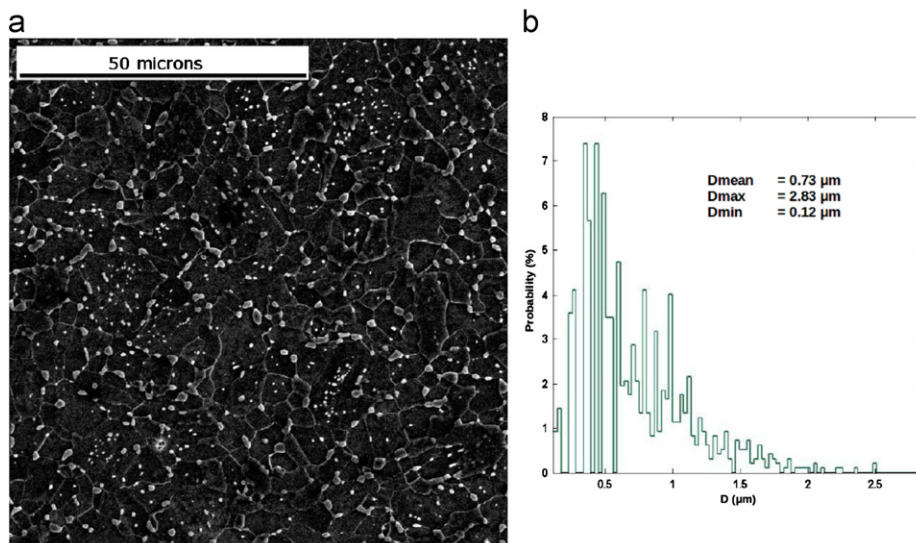 a
b
50 microns
8
7
6
5
4
3
2
1
0
Probability (%)
Dmean = 0.73 µm
Dmax = 2.83 µm
Dmin = 0.12 µm
0.5 1 1.5 2 2.5
D (µm)